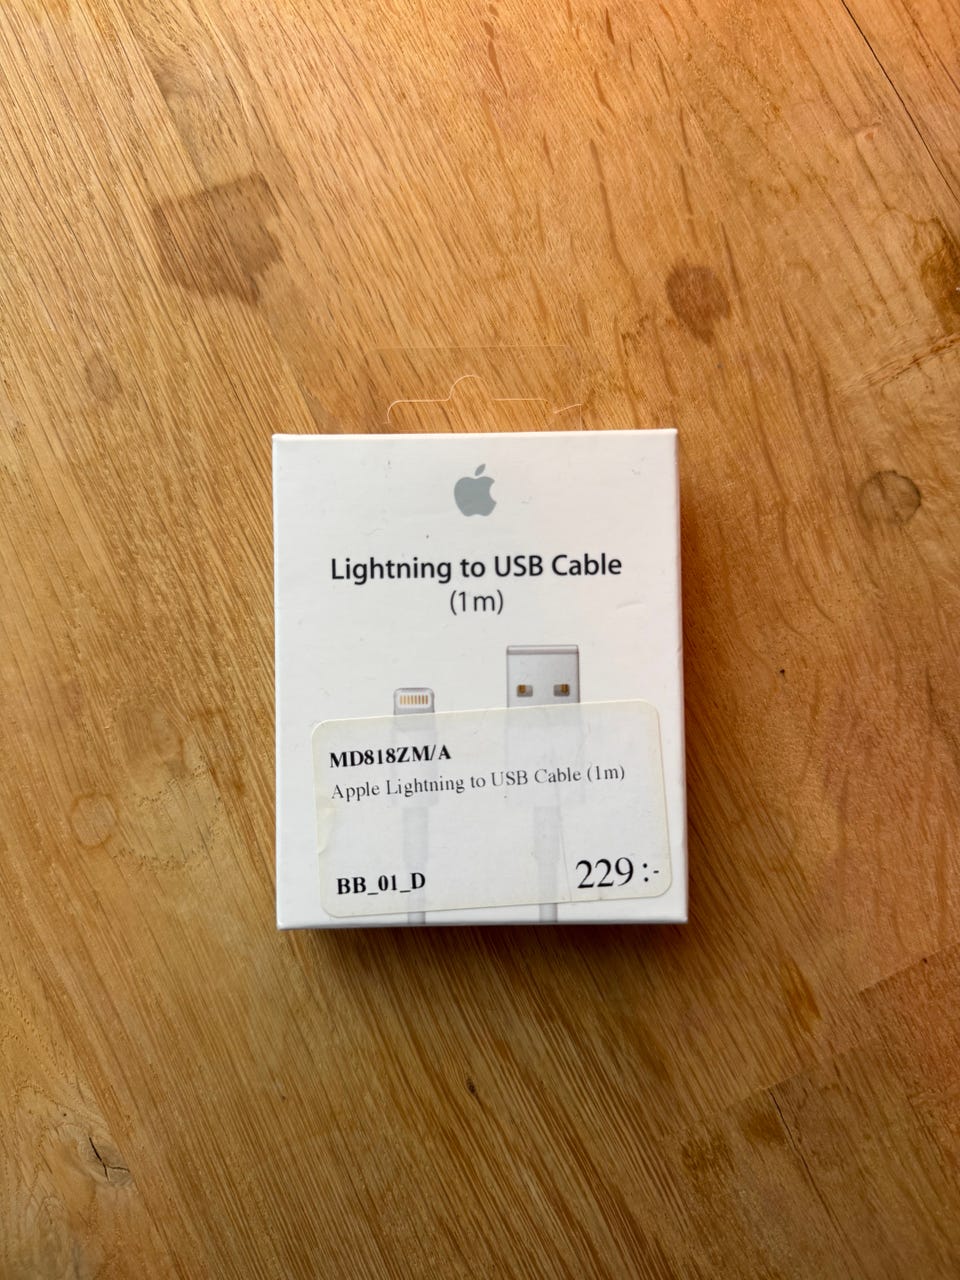 Lightning to USB Cable
(1m)
MD818ZM/A
Apple Lightning to USB Cable (1m)
BB_01_D 229:-